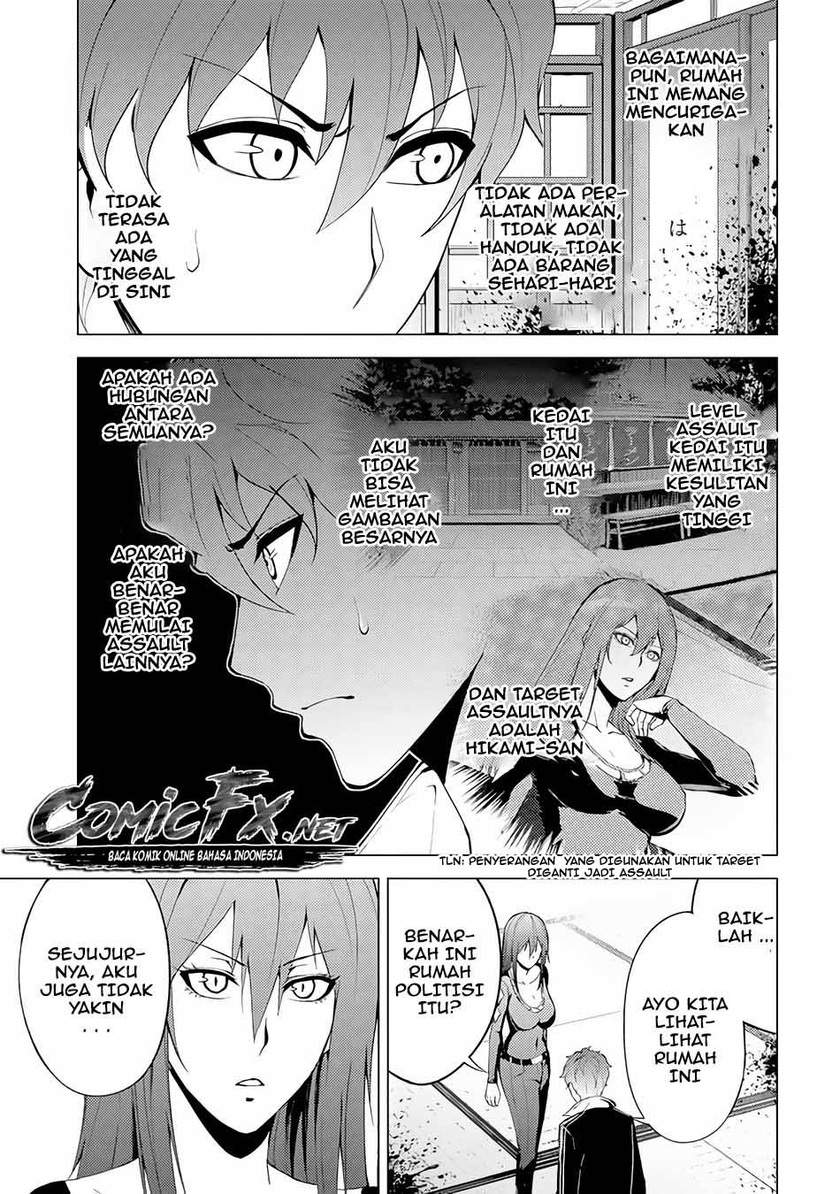 BAGAIMANA-
PUN, RUMAH
INI MEMANG
MENCURIGA-
KAN
は
TIDAK ADA PER-
ALATAN MAKAN,
TIDAK ADA
HANDUK, TIDAK
ADA BARANG
SEHARI-HARI
TIDAK
TERASA
ADA
YANG
TINGGAL
DI SINI
LEVEL
ASSAULT
KEDAI ITU
MEMILIKI
KESULITAN
YANG
TINGGI
KEDAI
ITU
DAN
RUMAH
INI
...
AKU
TIDAK
BISA
MELIHAT
GAMBARAN
BESARNYA
APAKAH ADA
HUBUNGAN
ANTARA
SEMUANYA?
APAKAH
AKU
BENAR-
BENAR
MEMULAI
ASSAULT
LAINNYA?
DAN TARGET
ASSAULTNYA
ADALAH
HIKAMI-SAN
COMICFX.NET
BACA KOMIK ONLINE BAHASA INDONESIA
TLN: PENYERANGAN YANG DIGUNAKAN UNTUK TARGET
DIGANTI JADI ASSAULT
BAIK-
LAH ...
AYO KITA
LIHAT-
LIHAT
RUMAH
INI
BENAR-
KAH INI
RUMAH
POLITISI
ITU?
SEJUJUR-
NYA, AKU
JUGA TIDAK
YAKIN
...